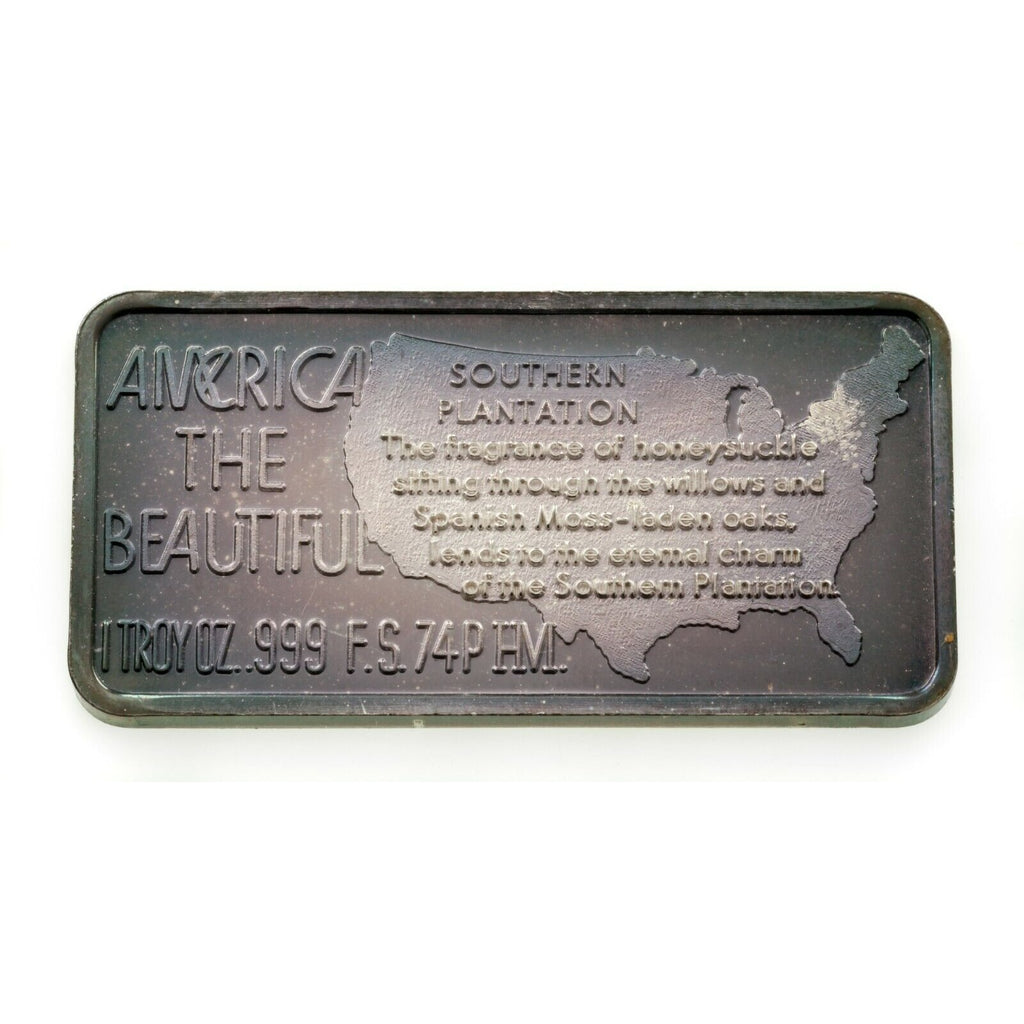 AMERICA
THE
BEAUTIFUL
1 TROY OZ. .999 F.S. 74P H.M.
SOUTHERN
PLANTATION
The fragrance of honeysuckle
sifting through the willows and
Spanish Moss-laden oaks,
lends to the eternal charm
of the Southern Plantation.